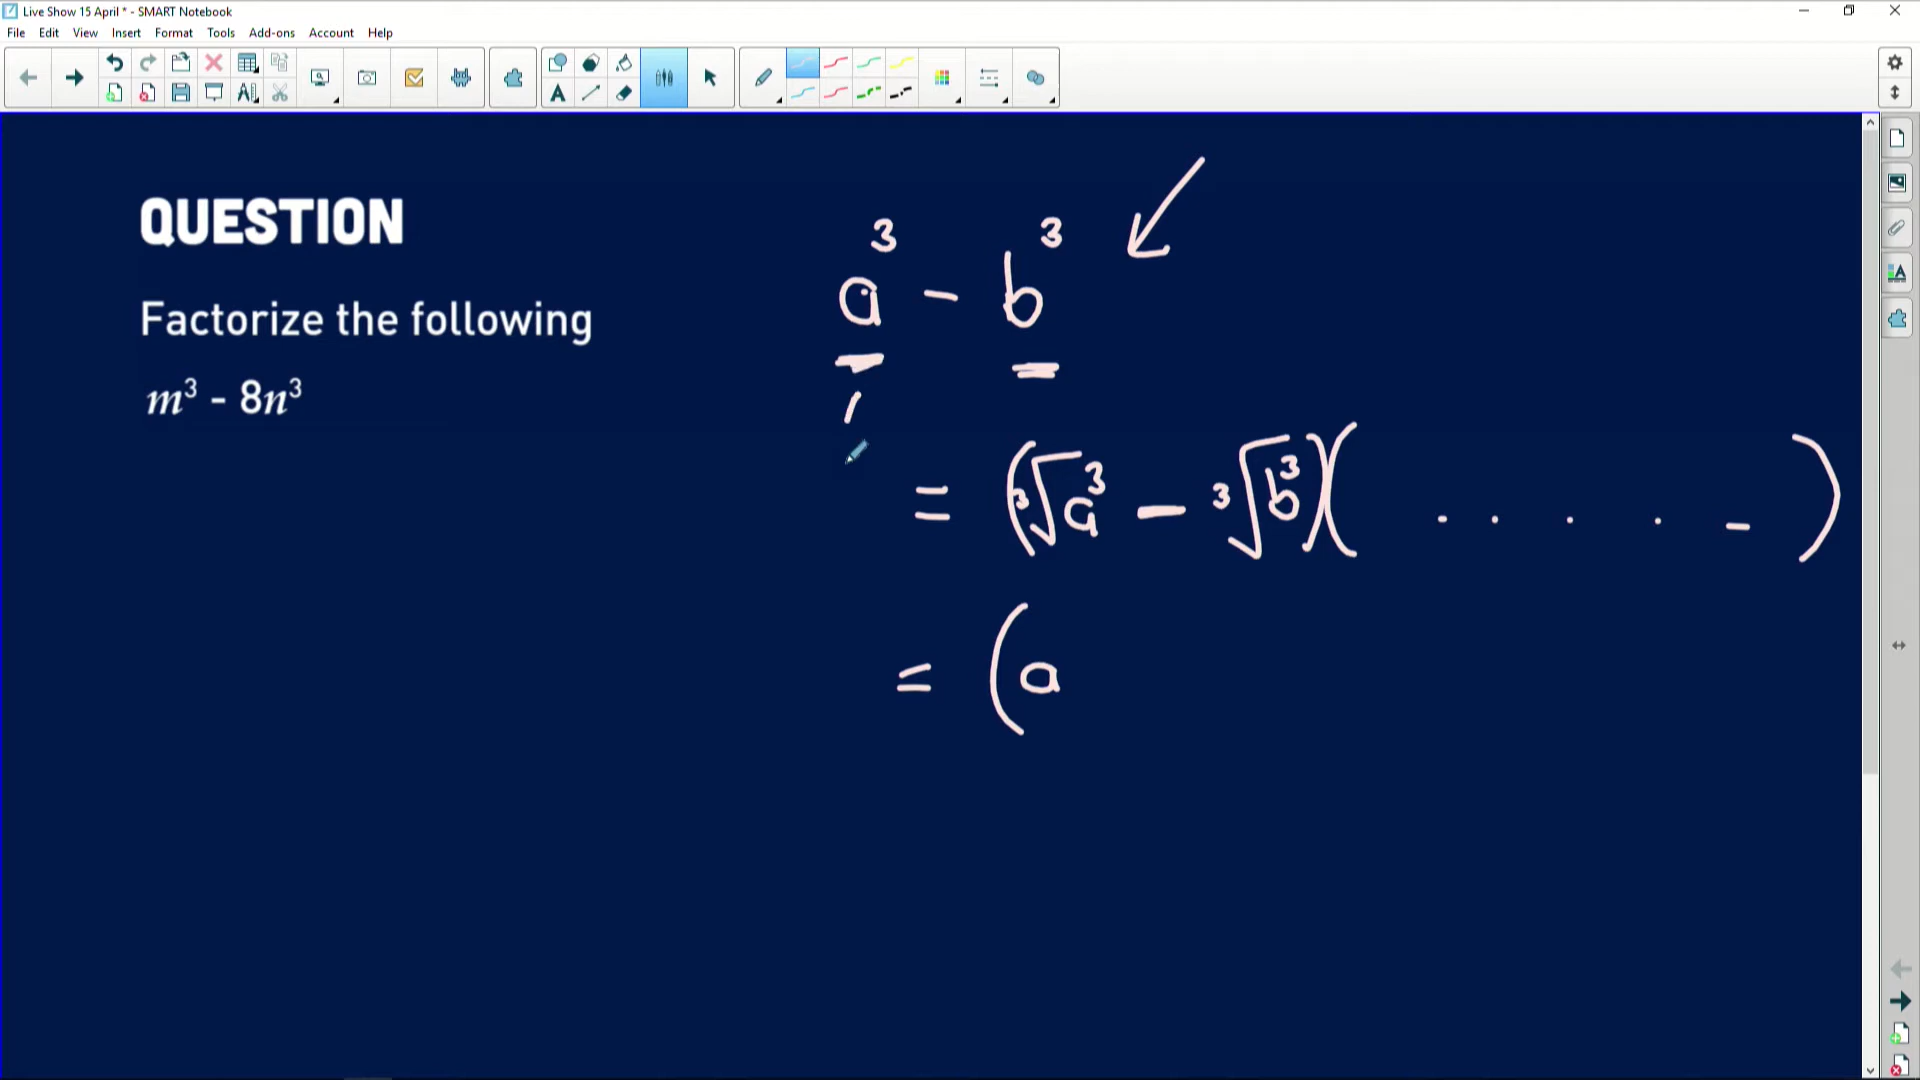 Live Show 15 April * - SMART Notebook
File Edit View Insert Format Tools Add-ons Account Help
QUESTION
Factorize the following
m³ - 8n³
a³ - b³
= (∛a³ - ∛b³)( . . . . - )
= (a